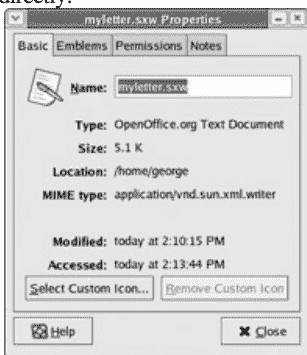 directly.
myletter.sxw Properties
Basic Emblems Permissions Notes
Name: myletter.sxw
Type: OpenOffice.org Text Document
Size: 5.1 K
Location: /home/george
MIME type: application/vnd.sun.xml.writer
Modified: today at 2:10:15 PM
Accessed: today at 2:13:44 PM
Select Custom Icon... Remove Custom Icon
Help Close